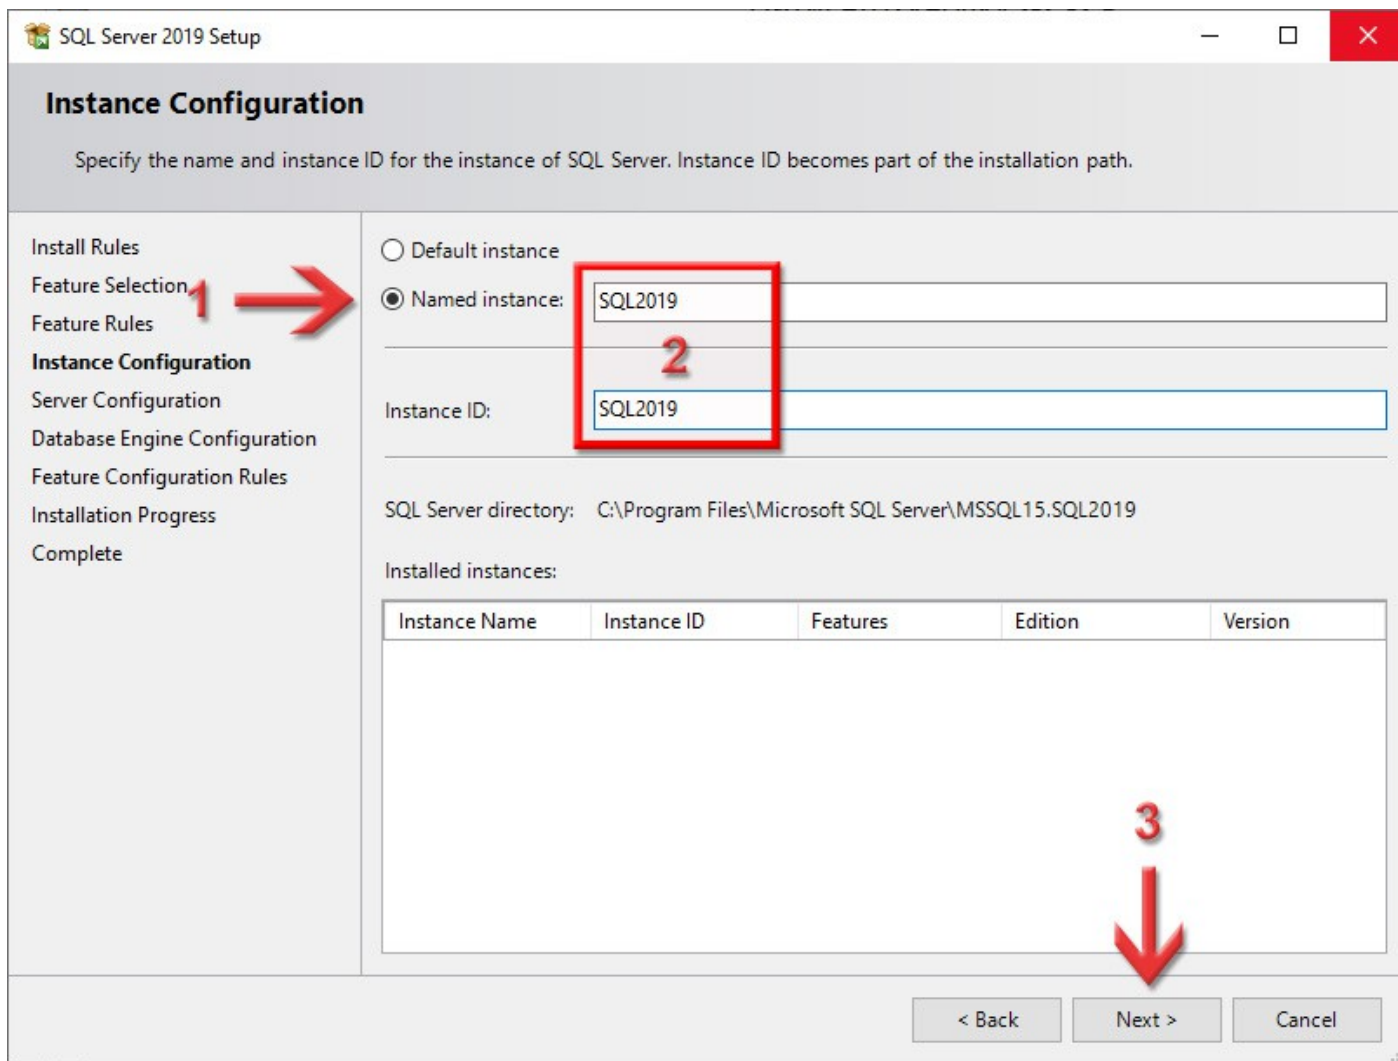 SQL Server 2019 Setup
Instance Configuration
Specify the name and instance ID for the instance of SQL Server. Instance ID becomes part of the installation path.
Install Rules
Feature Selection
Feature Rules
Instance Configuration
Server Configuration
Database Engine Configuration
Feature Configuration Rules
Installation Progress
Complete
1
Default instance
Named instance: SQL2019
2
Instance ID: SQL2019
SQL Server directory: C:\Program Files\Microsoft SQL Server\MSSQL15.SQL2019
Installed instances:
Instance Name Instance ID Features Edition Version
3
< Back Next > Cancel